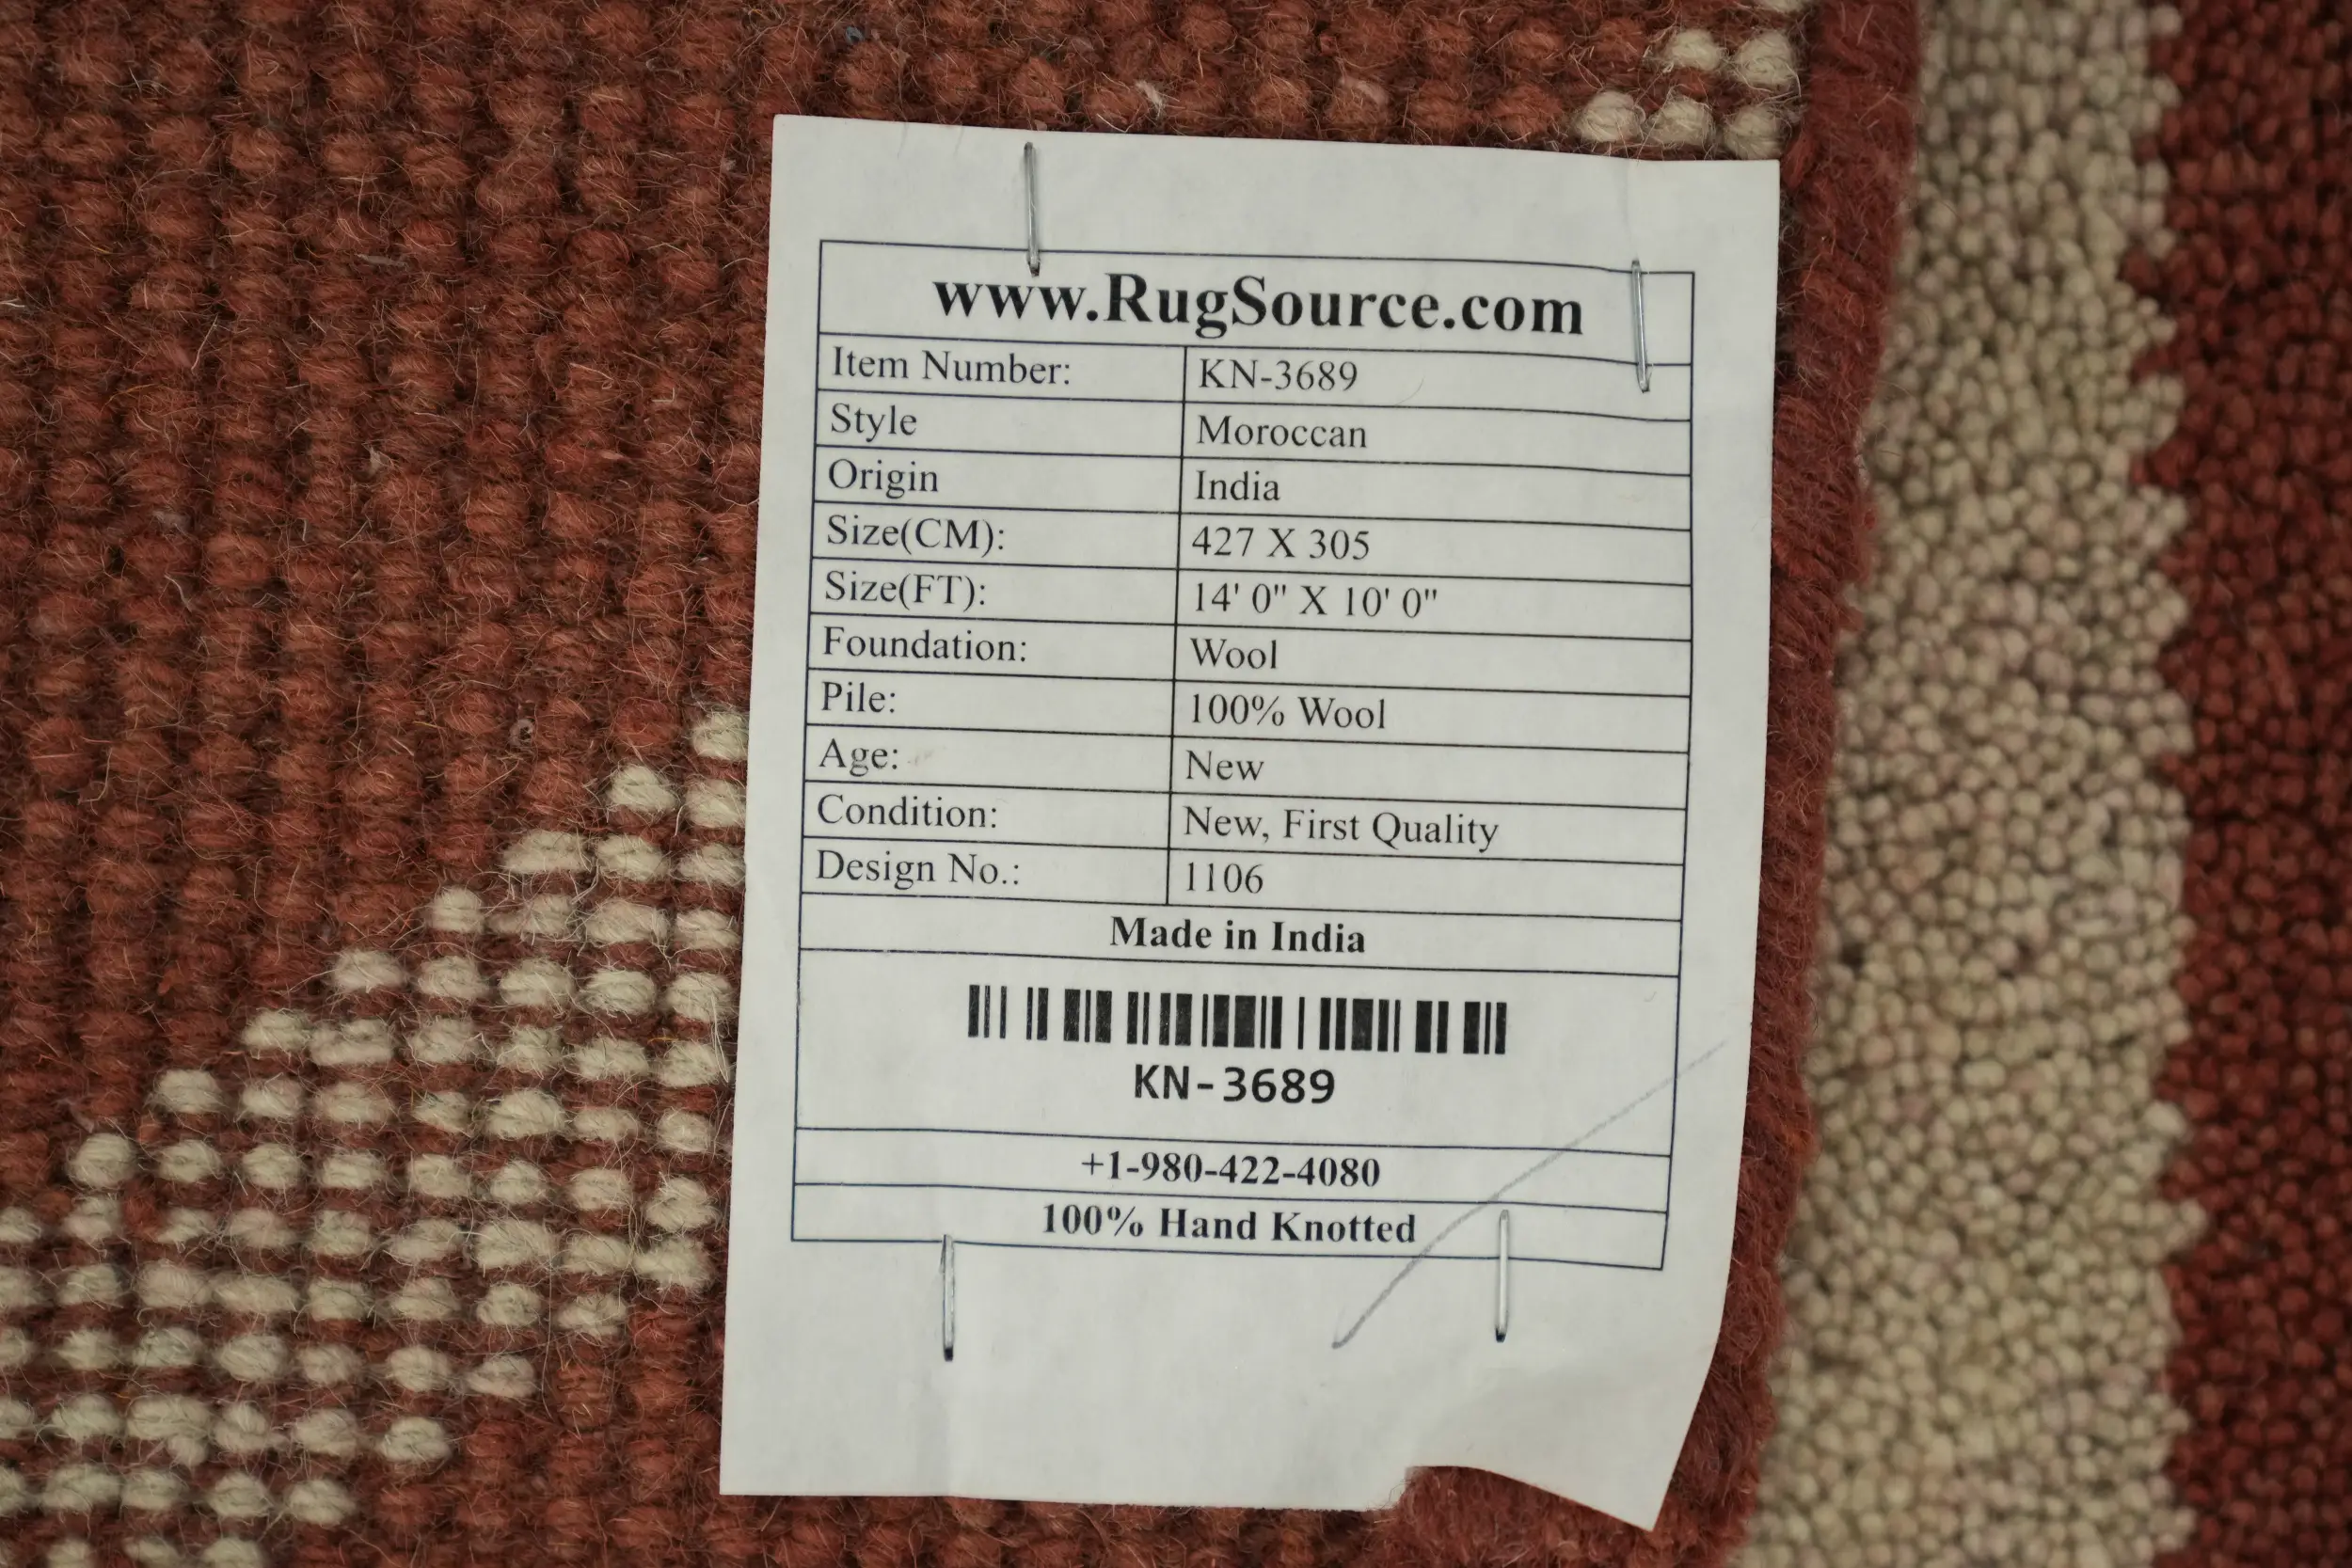 www.RugSource.com
Item Number: KN-3689
Style Moroccan
Origin India
Size(CM): 427 X 305
Size(FT): 14' 0" X 10' 0"
Foundation: Wool
Pile: 100% Wool
Age: New
Condition: New, First Quality
Design No.: 1106
Made in India
KN-3689
+1-980-422-4080
100% Hand Knotted